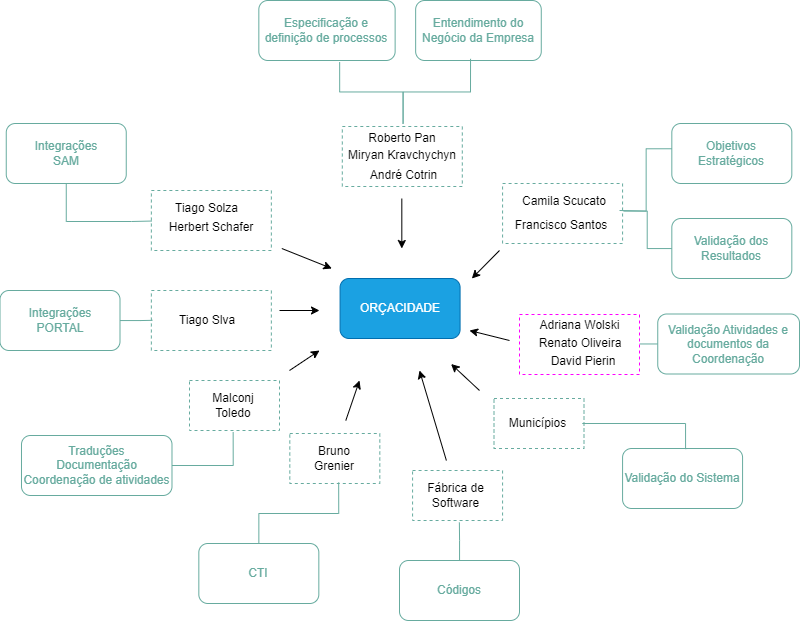 Especificação e
definição de processos
Entendimento do
Negócio da Empresa
Roberto Pan
Miryan Kravchychyn
André Cotrin
Integrações
SAM
Objetivos
Estratégicos
Tiago Solza
Herbert Schafer
Camila Scucato
Francisco Santos
Validação dos
Resultados
Integrações
PORTAL
Tiago Slva
ORÇACIDADE
Adriana Wolski
Renato Oliveira
David Pierin
Validação Atividades e
documentos da
Coordenação
Malconj
Toledo
Municípios
Traduções
Documentação
Coordenação de atividades
Bruno
Grenier
Fábrica de
Software
Validação do Sistema
CTI
Códigos